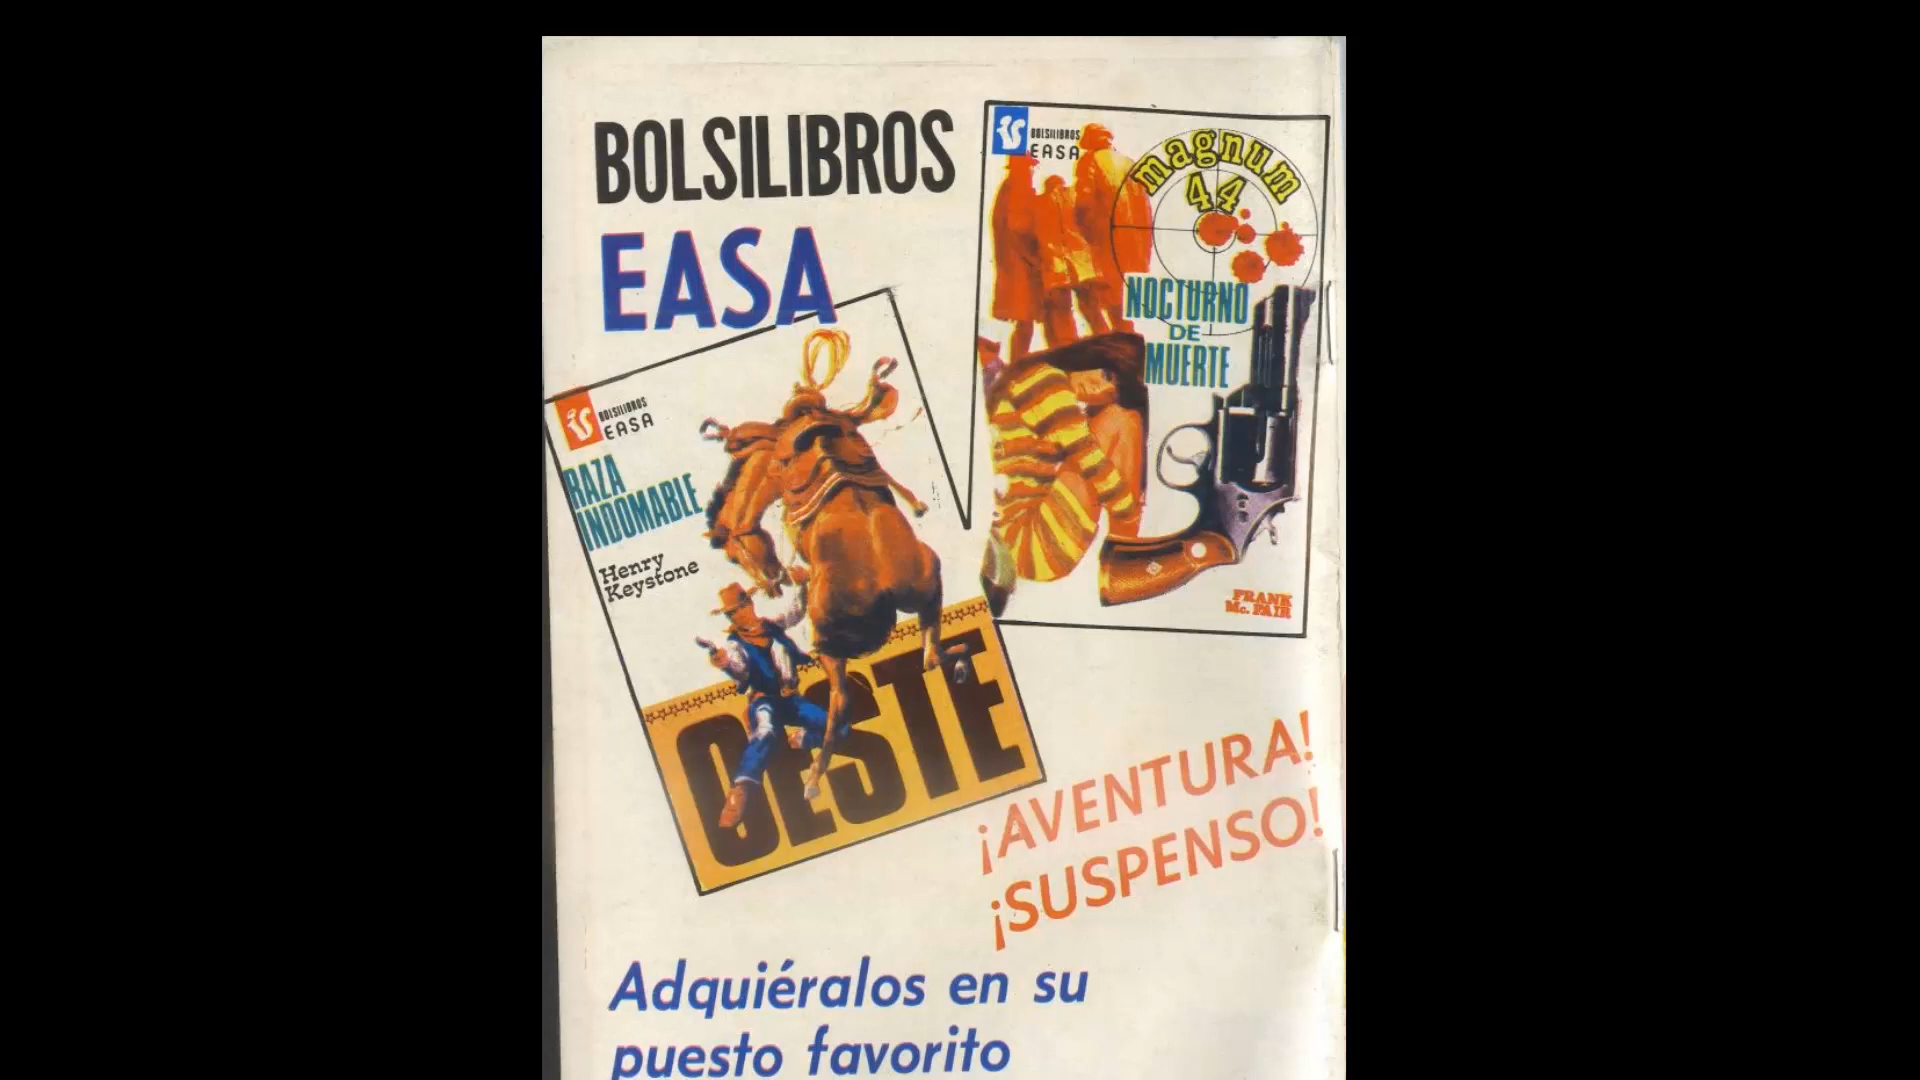 BOLSILIBROS
EASA
BOLSILIBROS
EASA
magnum
44
NOCTURNO
DE
MUERTE
FRANK
Mc. FAIR
BOLSILIBROS
EASA
RAZA
INDOMABLE
Henry
Keystone
OESTE
¡AVENTURA!
¡SUSPENSO!
Adquiéralos en su
puesto favorito